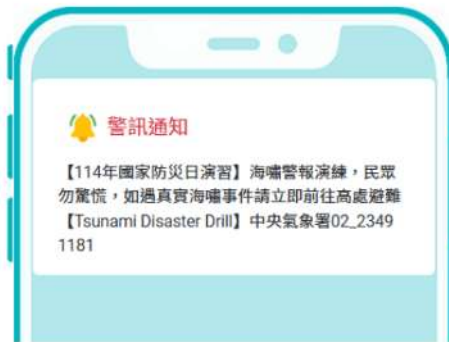 警訊通知
【114年國家防災日演習】海嘯警報演練，民眾
勿驚慌，如遇真實海嘯事件請立即前往高處避難
【Tsunami Disaster Drill】中央氣象署02_2349
1181